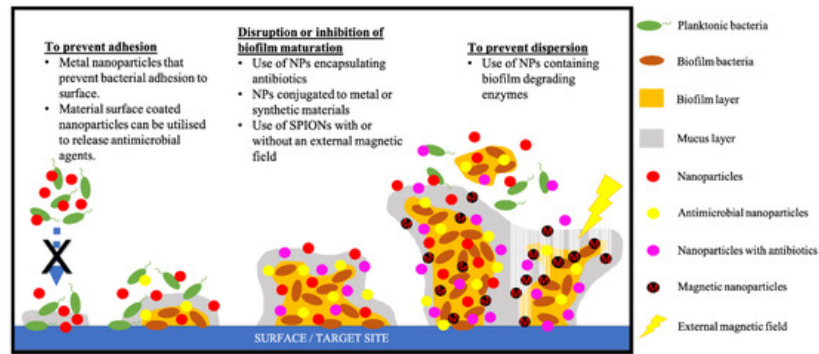 To prevent adhesion
• Metal nanoparticles that
prevent bacterial adhesion to
surface.
• Material surface coated
nanoparticles can be utilised
to release antimicrobial
agents.
Disruption or inhibition of
biofilm maturation
• Use of NPs encapsulating
antibiotics
• NPs conjugated to metal or
synthetic materials
• Use of SPIONs with or
without an external magnetic
field
To prevent dispersion
• Use of NPs containing
biofilm degrading
enzymes
X
SURFACE / TARGET SITE
Planktonic bacteria
Biofilm bacteria
Biofilm layer
Mucus layer
Nanoparticles
Antimicrobial nanoparticles
Nanoparticles with antibiotics
Magnetic nanoparticles
External magnetic field